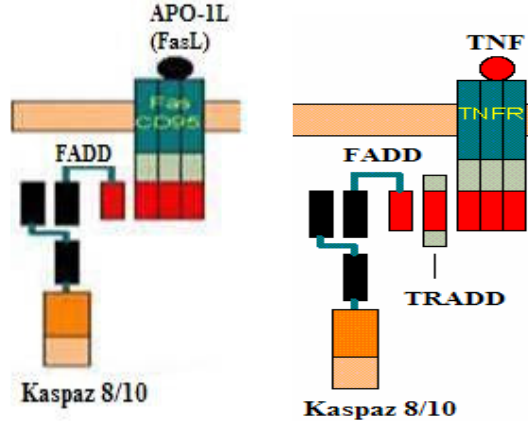 APO-1L
(FasL)
Fas
CD95
FADD
Kaspaz 8/10
TNF
TNFR
FADD
TRADD
Kaspaz 8/10